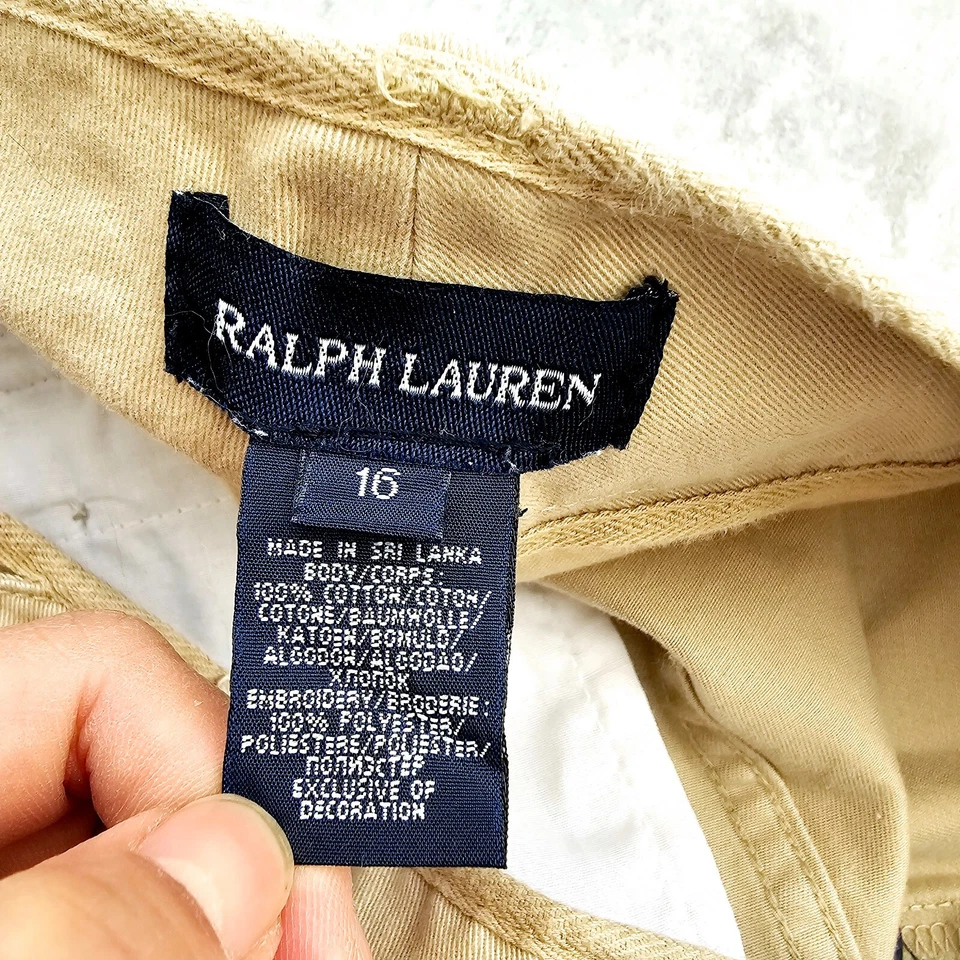 RALPH LAUREN
16
MADE IN SRI LANKA
BODY/CORPS:
100% COTTON/COTON/
COTONE/BAUMWOLLE/
KATOEN/BOMULD/
ALGODON/ALGODAO/
ХЛОПОК
EMBROIDERY/BRODERIE:
100% POLYESTER/
POLIESTERE/POLIESTER/
ПОЛИЭСТЕР
EXCLUSIVE OF
DECORATION